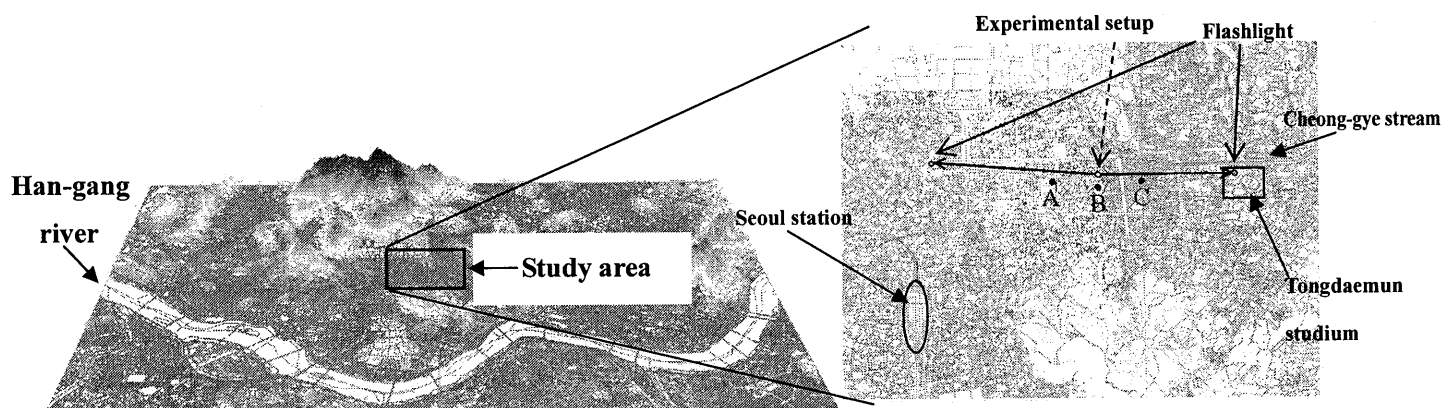 Experimental setup
Flashlight
Cheong-gye stream
Han-gang
river
A
B
C
Seoul station
Study area
Tongdaemun
studium